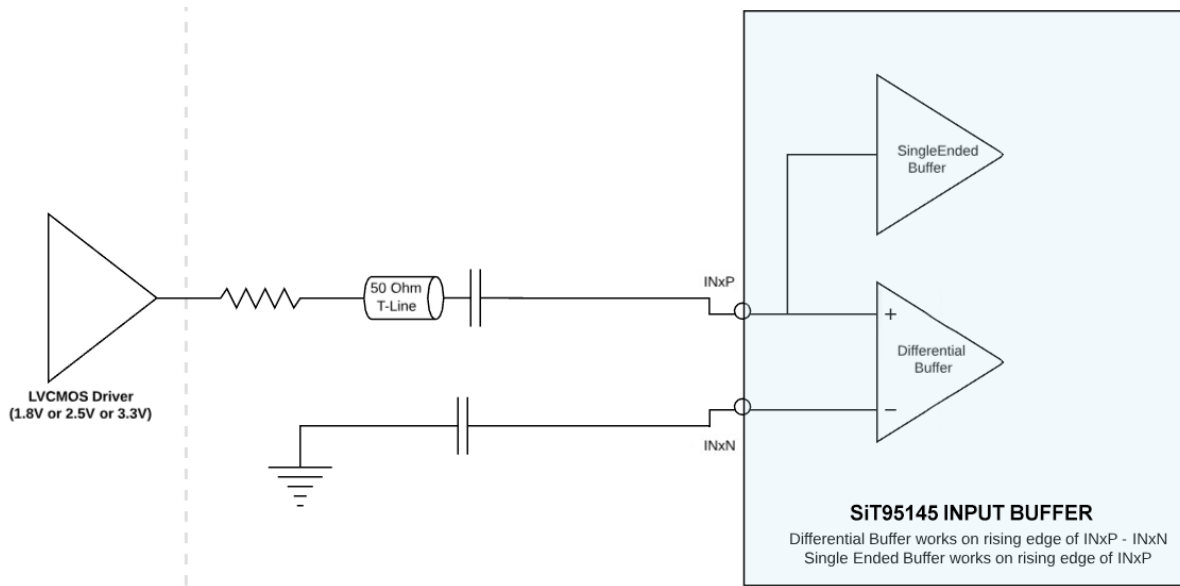 SingleEnded
Buffer
INxP
50 Ohm
T-Line
+
Differential
Buffer
−
LVCMOS Driver
(1.8V or 2.5V or 3.3V)
INxN
SiT95145 INPUT BUFFER
Differential Buffer works on rising edge of INxP - INxN
Single Ended Buffer works on rising edge of INxP